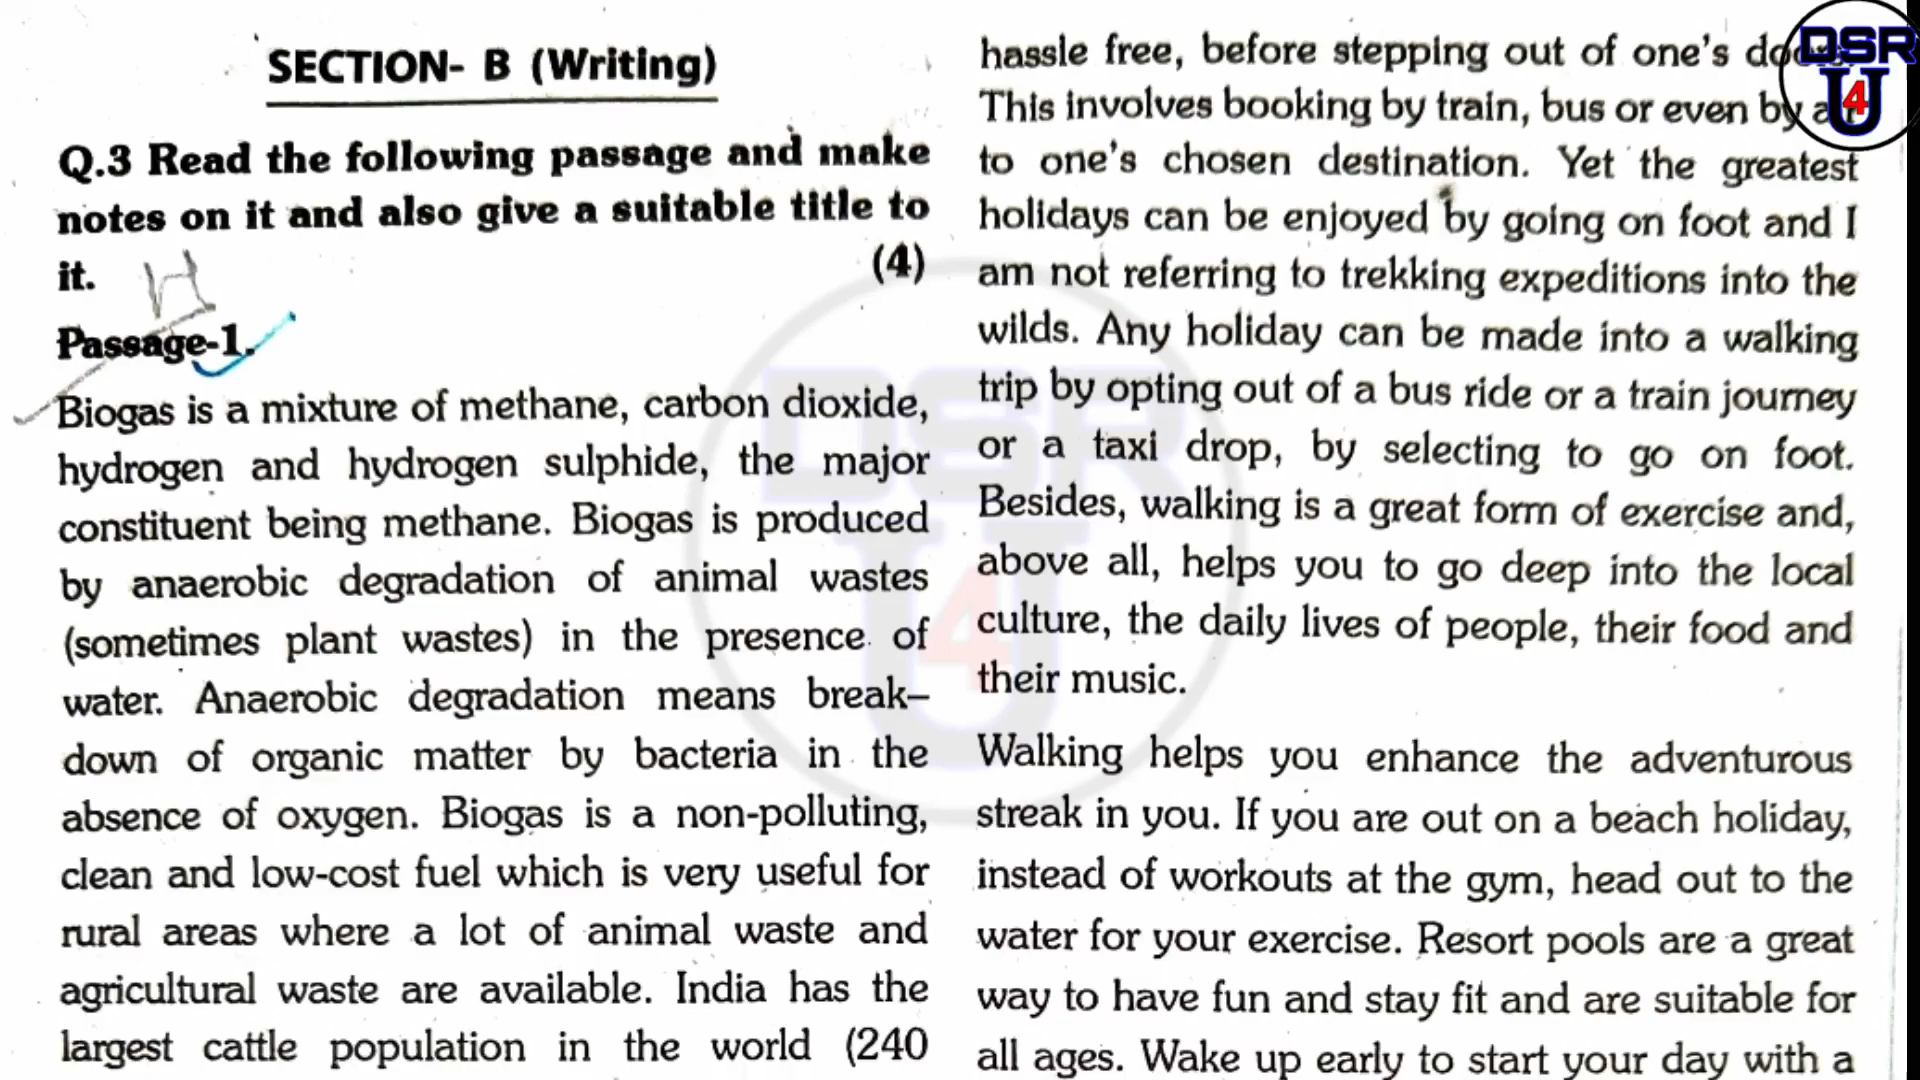 SECTION- B (Writing)
Q.3 Read the following passage and make
notes on it and also give a suitable title to
it. (4)
Passage-1.
Biogas is a mixture of methane, carbon dioxide,
hydrogen and hydrogen sulphide, the major
constituent being methane. Biogas is produced
by anaerobic degradation of animal wastes
(sometimes plant wastes) in the presence of
water. Anaerobic degradation means break–
down of organic matter by bacteria in the
absence of oxygen. Biogas is a non-polluting,
clean and low-cost fuel which is very useful for
rural areas where a lot of animal waste and
agricultural waste are available. India has the
largest cattle population in the world (240
hassle free, before stepping out of one's
This involves booking by train, bus or even by
to one's chosen destination. Yet the greatest
holidays can be enjoyed by going on foot and I
am not referring to trekking expeditions into the
wilds. Any holiday can be made into a walking
trip by opting out of a bus ride or a train journey
or a taxi drop, by selecting to go on foot.
Besides, walking is a great form of exercise and,
above all, helps you to go deep into the local
culture, the daily lives of people, their food and
their music.
Walking helps you enhance the adventurous
streak in you. If you are out on a beach holiday,
instead of workouts at the gym, head out to the
water for your exercise. Resort pools are a great
way to have fun and stay fit and are suitable for
all ages. Wake up early to start your day with a
DSR
U
4
DSR
U
4